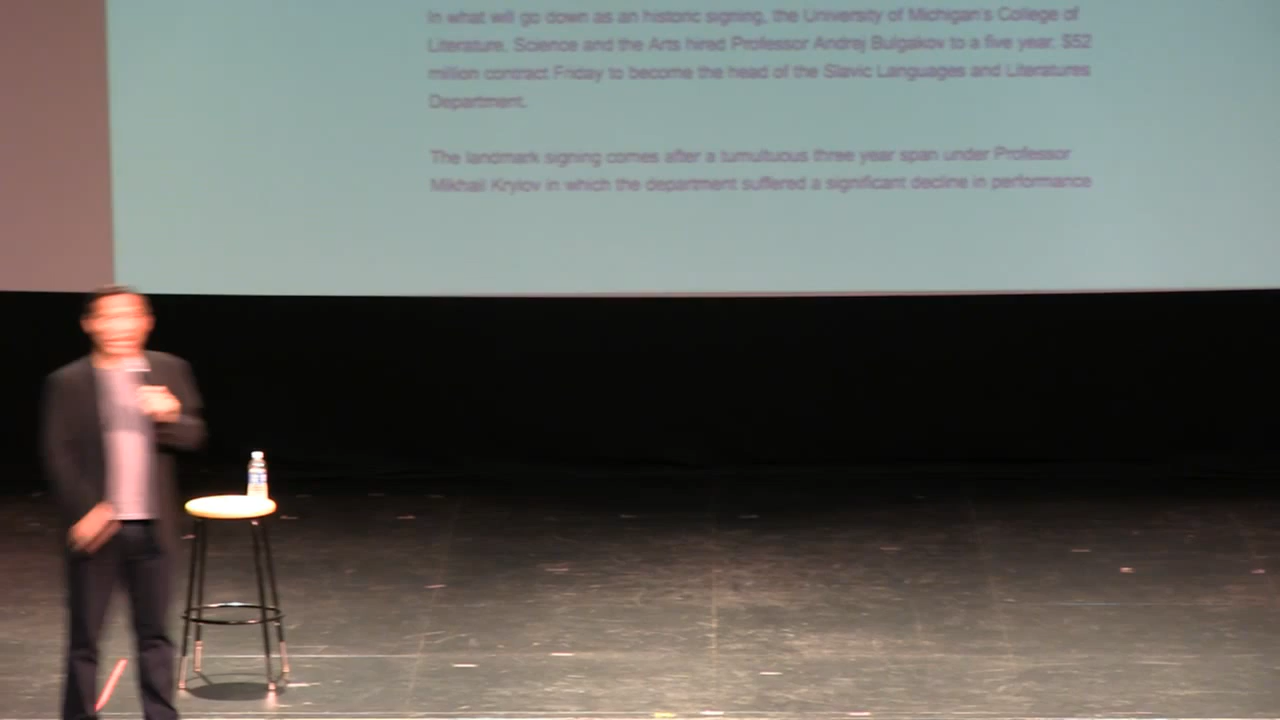 In what will go down as an historic signing, the University of Michigan's College of
Literature, Science and the Arts hired Professor Andrej Bulgakov to a five year, $52
million contract Friday to become the head of the Slavic Languages and Literatures
Department.
The landmark signing comes after a tumultuous three year span under Professor
Mikhail Krylov in which the department suffered a significant decline in performance